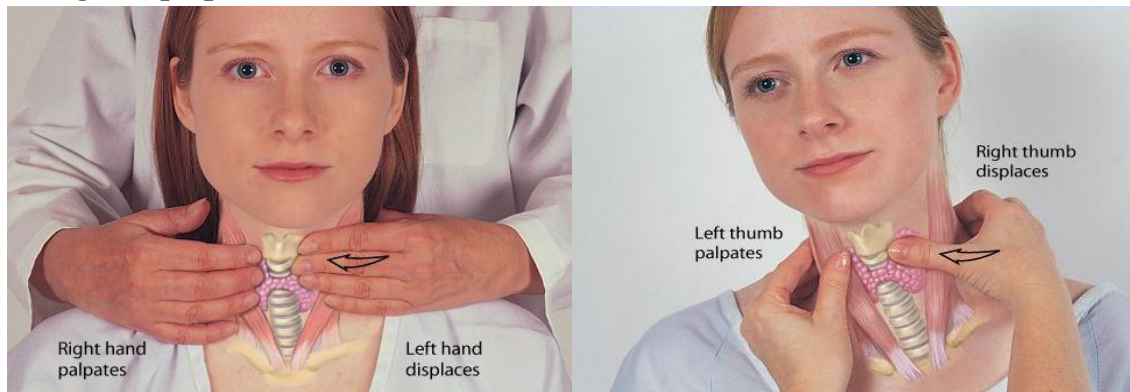 Right hand
palpates
Left hand
displaces
Left thumb
palpates
Right thumb
displaces